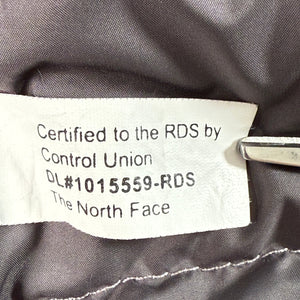 Certified to the RDS by
Control Union
DL#1015559-RDS
The North Face